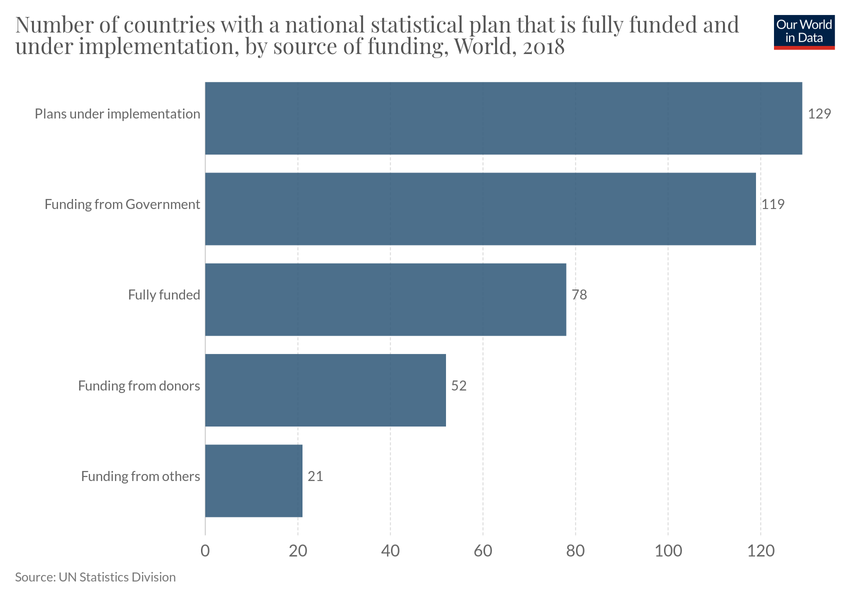 Number of countries with a national statistical plan that is fully funded and
under implementation, by source of funding, World, 2018
Our World
in Data
Plans under implementation
129
Funding from Government
119
Fully funded
78
Funding from donors
52
Funding from others
21
0 20 40 60 80 100 120
Source: UN Statistics Division